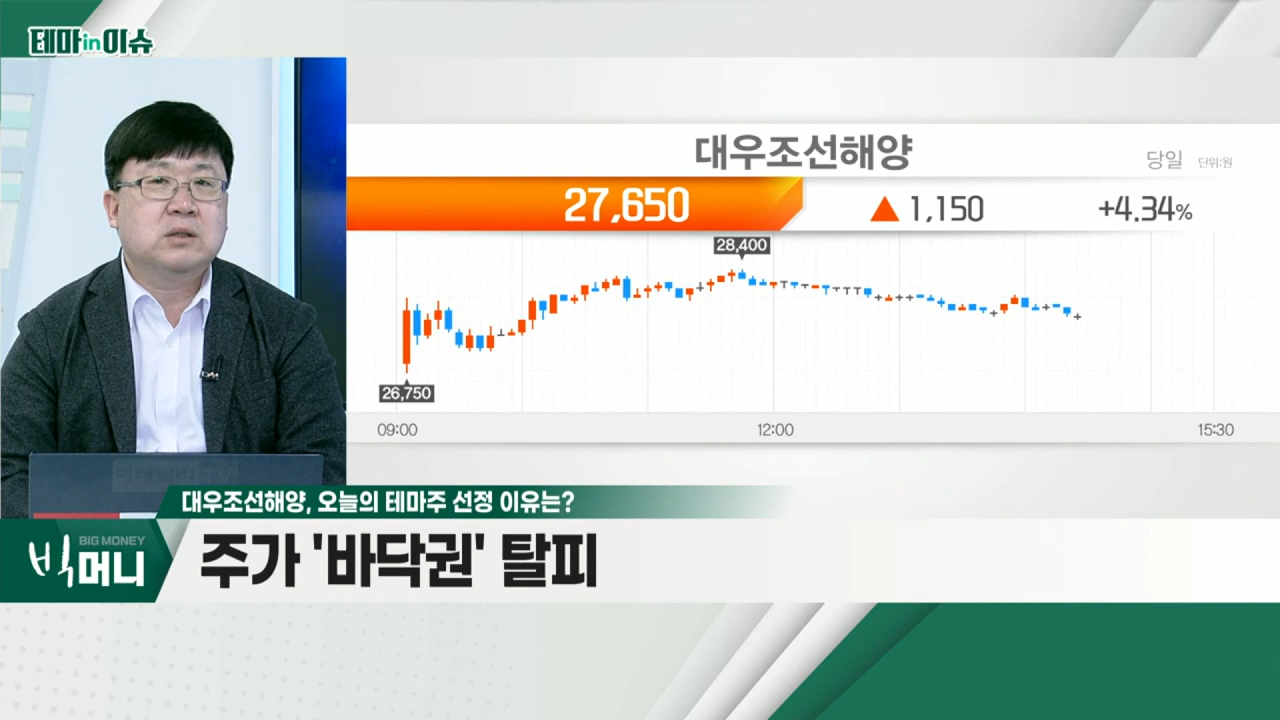 테마in이슈
대우조선해양
당일 단위:원
27,650 ▲ 1,150 +4.34%
28,400
26,750
09:00 12:00 15:30
대우조선해양, 오늘의 테마주 선정 이유는?
BIG MONEY
빅머니
주가 '바닥권' 탈피